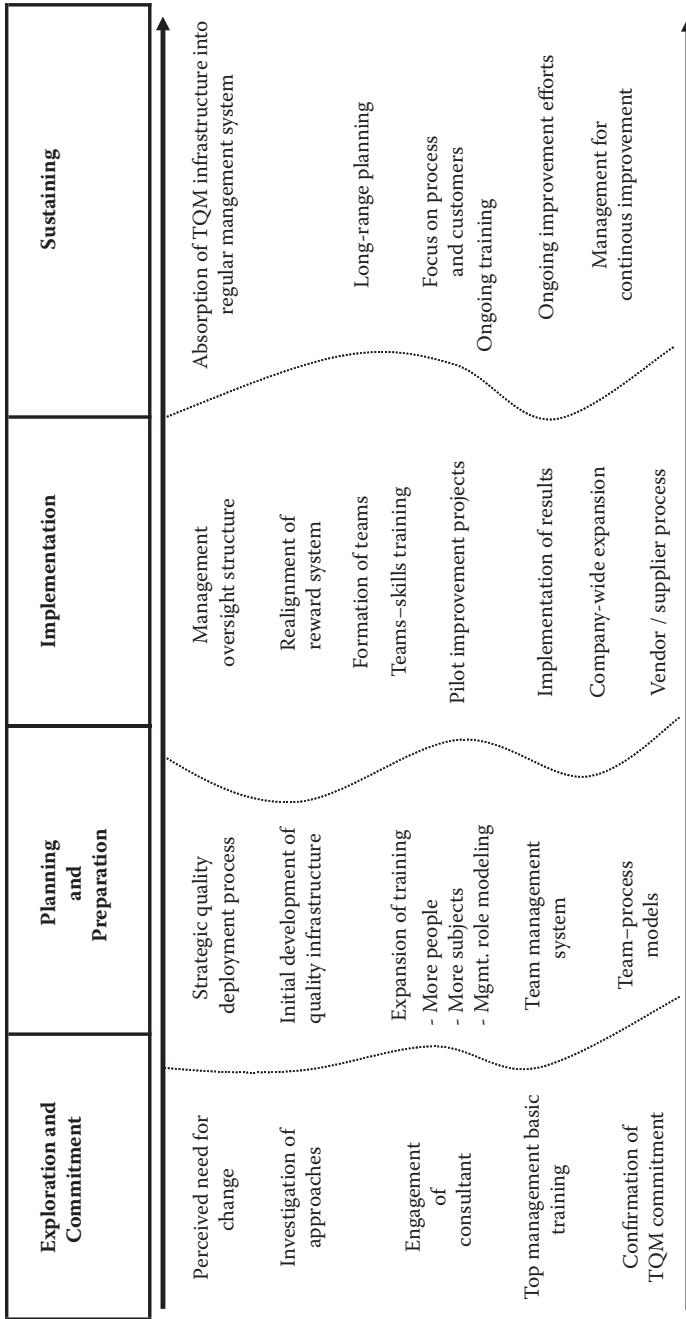 Exploration and
Commitment
Planning
and
Preparation
Implementation
Sustaining
Perceived need for
change
Investigation of
approaches
Engagement
of
consultant
Top management basic
training
Confirmation of
TQM commitment
Strategic quality
deployment process
Initial development of
quality infrastructure
Expansion of training
- More people
- More subjects
- Mgmt. role modeling
Team management
system
Team–process
models
Management
oversight structure
Realignment of
reward system
Formation of teams
Teams–skills training
Pilot improvement projects
Implementation of results
Company-wide expansion
Vendor / supplier process
Absorption of TQM infrastructure into
regular mangement system
Long-range planning
Focus on process
and customers
Ongoing training
Ongoing improvement efforts
Management for
continous improvement